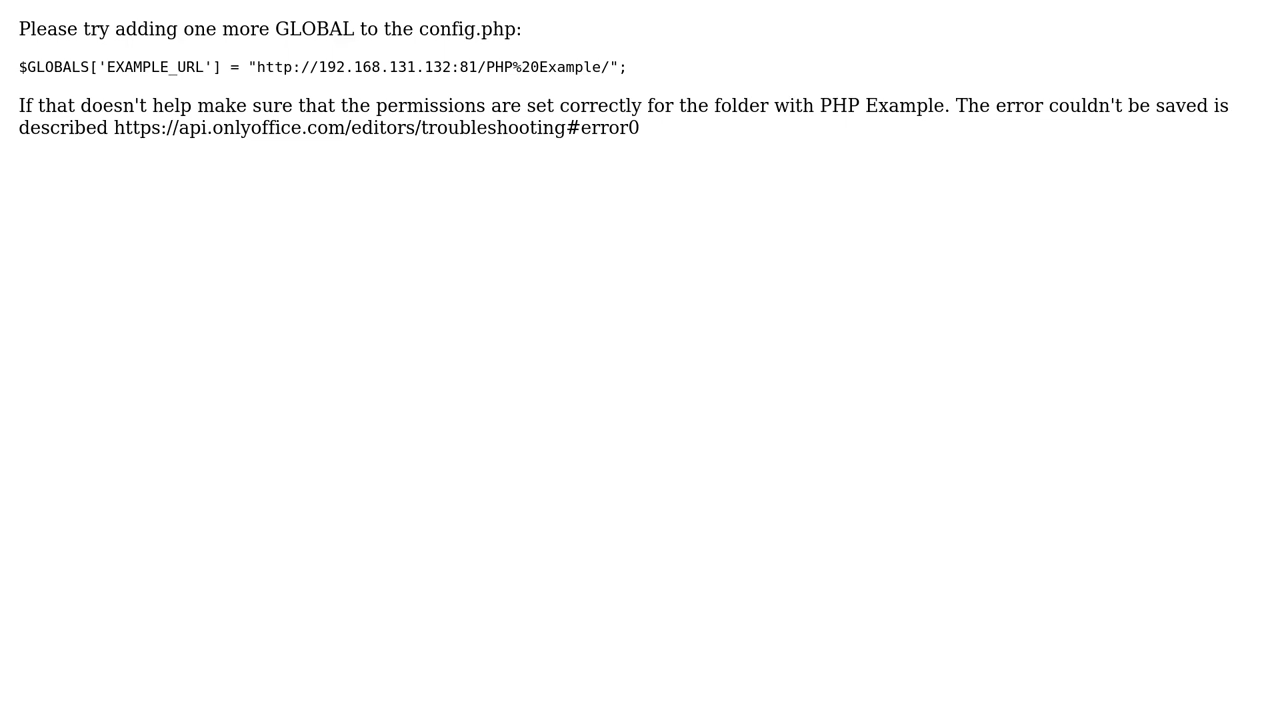 Please try adding one more GLOBAL to the config.php:
$GLOBALS['EXAMPLE_URL'] = "http://192.168.131.132:81/PHP%20Example/";
If that doesn't help make sure that the permissions are set correctly for the folder with PHP Example. The error couldn't be saved is
described https://api.onlyoffice.com/editors/troubleshooting#error0